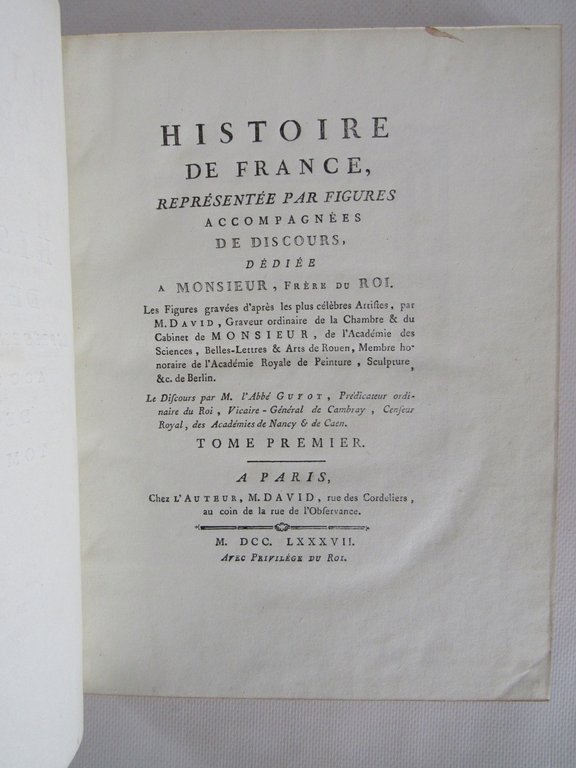 HISTOIRE
DE FRANCE,
REPRÉSENTÉE PAR FIGURES
ACCOMPAGNÉES
DE DISCOURS,
DÉDIÉE
A MONSIEUR, FRÈRE DU ROI.
Les Figures gravées d'après les plus célèbres Artiſtes, par
M. DAVID, Graveur ordinaire de la Chambre & du
Cabinet de MONSIEUR, de l'Académie des
Sciences, Belles-Lettres & Arts de Rouen, Membre ho-
noraire de l'Académie Royale de Peinture, Sculpture,
&c. de Berlin.
Le Diſcours par M. l'Abbé GUYOT, Prédicateur ordi-
naire du Roi, Vicaire-Général de Cambray, Cenſeur
Royal, des Académies de Nancy & de Caen.
TOME PREMIER.
A PARIS,
Chez L'AUTEUR, M. DAVID, rue des Cordeliers,
au coin de la rue de l'Obſervance.
M. DCC. LXXXVII.
AVEC PRIVILÉGE DU ROI.